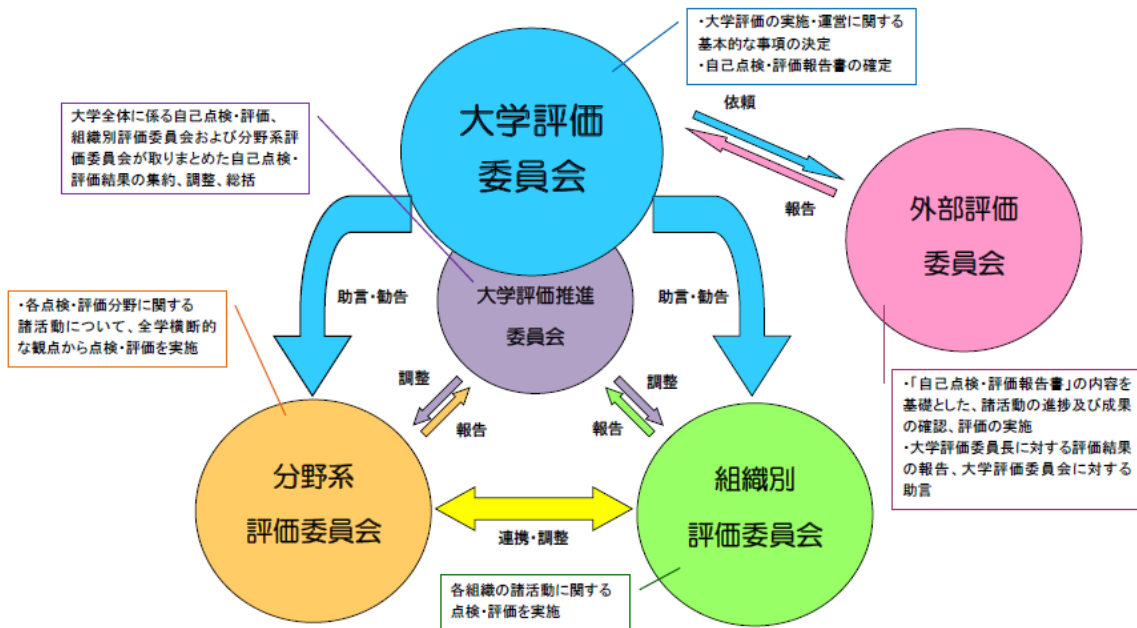 ・大学評価の実施・運営に関する
基本的な事項の決定
・自己点検・評価報告書の確定
大学全体に係る自己点検・評価、
組織別評価委員会および分野系評
価委員会が取りまとめた自己点検・
評価結果の集約、調整、総括
大学評価
委員会
依頼
報告
外部評価
委員会
大学評価推進
委員会
助言・勧告
助言・勧告
・各点検・評価分野に関する
諸活動について、全学横断的
な観点から点検・評価を実施
調整
報告
調整
報告
・「自己点検・評価報告書」の内容を
基礎とした、諸活動の進捗及び成果
の確認、評価の実施
・大学評価委員長に対する評価結果
の報告、大学評価委員会に対する
助言
分野系
評価委員会
連携・調整
組織別
評価委員会
各組織の諸活動に関する
点検・評価を実施